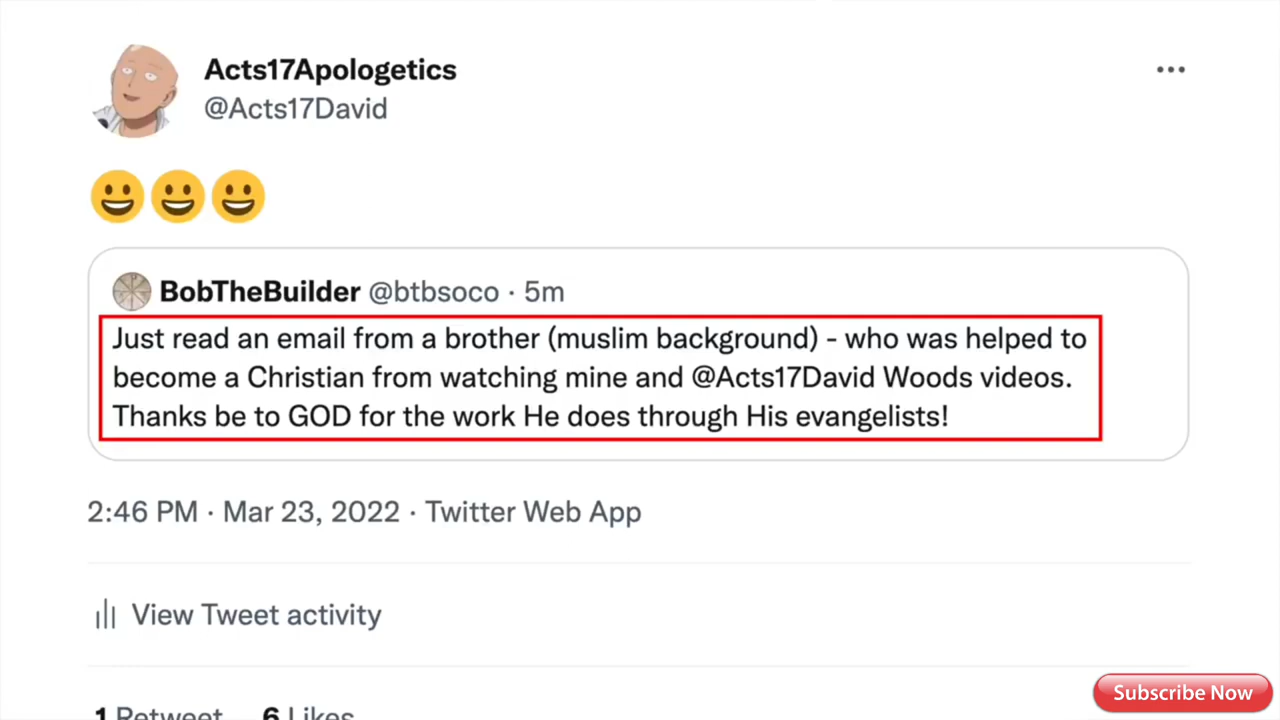 Acts17Apologetics
@Acts17David
😀😀😀
BobTheBuilder @btbsoco · 5m
Just read an email from a brother (muslim background) - who was helped to
become a Christian from watching mine and @Acts17David Woods videos.
Thanks be to GOD for the work He does through His evangelists!
2:46 PM · Mar 23, 2022 · Twitter Web App
View Tweet activity
1 Retweet 6 Likes
Subscribe Now